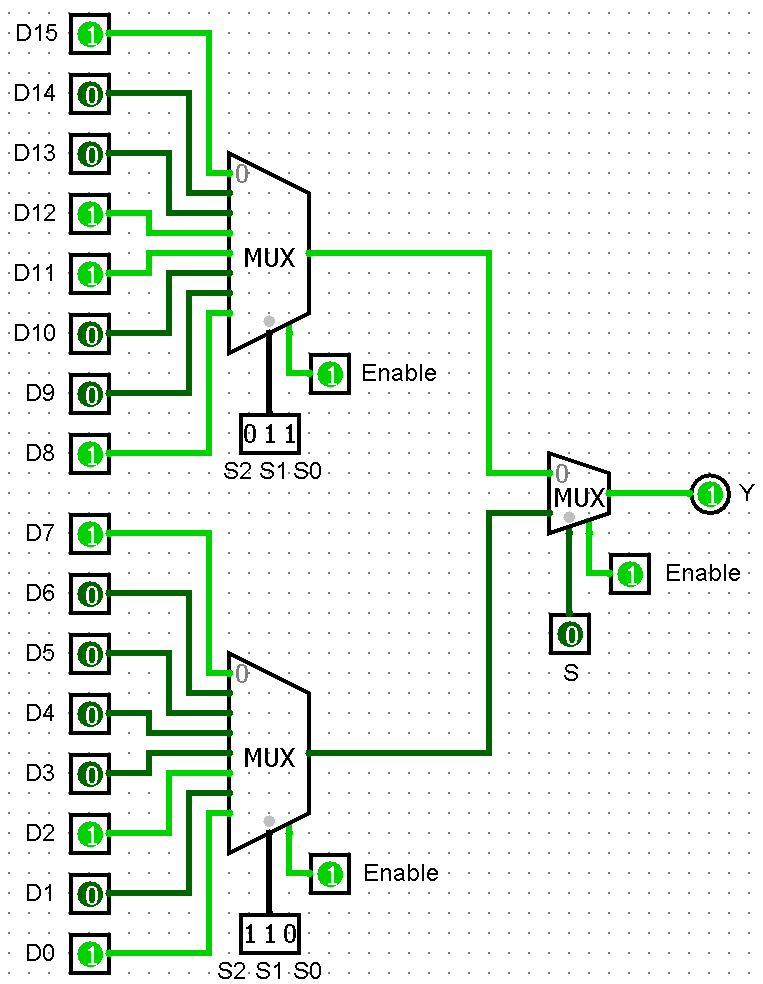 D15 1
D14 0
D13 0
0
D12 1
D11 1
MUX
D10 0
1 Enable
D9 0
0 1 1
D8 1
S2 S1 S0
0
MUX
1 Y
D7 1
1 Enable
D6 0
0
S
D5 0
0
D4 0
D3 0
MUX
D2 1
1 Enable
D1 0
1 1 0
D0 1
S2 S1 S0